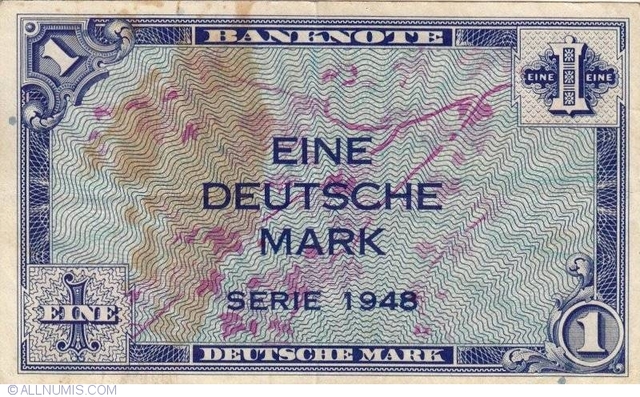 1
BANKNOTE
EINE 1 EINE
EINE
DEUTSCHE
MARK
SERIE 1948
EINE
1
DEUTSCHE MARK
1
© ALLNUMIS.COM